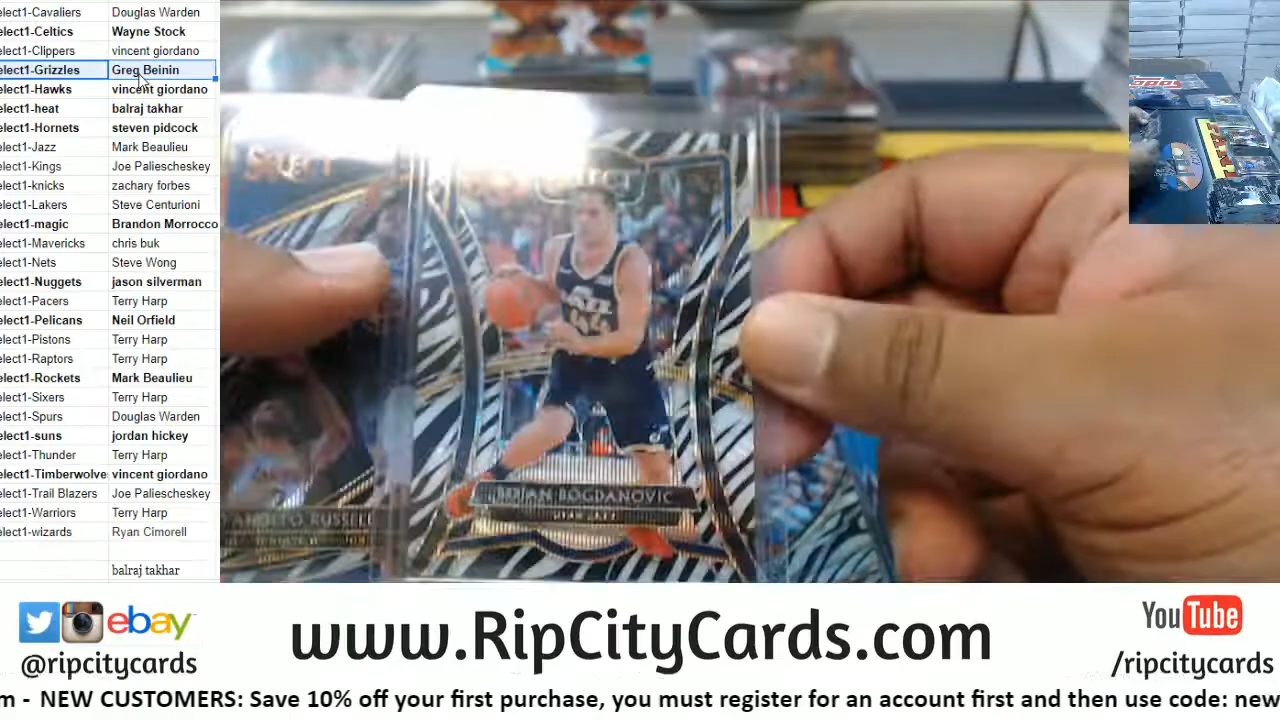 elect1-Cavaliers Douglas Warden
elect1-Celtics Wayne Stock
elect1-Clippers vincent giordano
elect1-Grizzles Greg Beinin
elect1-Hawks vincent giordano
elect1-heat balraj takhar
elect1-Hornets steven pidcock
elect1-Jazz Mark Beaulieu
elect1-Kings Joe Paliescheskey
elect1-knicks zachary forbes
elect1-Lakers Steve Centurioni
elect1-magic Brandon Morrocco
elect1-Mavericks chris buk
elect1-Nets Steve Wong
elect1-Nuggets jason silverman
elect1-Pacers Terry Harp
elect1-Pelicans Neil Orfield
elect1-Pistons Terry Harp
elect1-Raptors Terry Harp
elect1-Rockets Mark Beaulieu
elect1-Sixers Terry Harp
elect1-Spurs Douglas Warden
elect1-suns jordan hickey
elect1-Thunder Terry Harp
elect1-Timberwolve vincent giordano
elect1-Trail Blazers Joe Paliescheskey
elect1-Warriors Terry Harp
elect1-wizards Ryan Cimorell
balraj takhar
SELECT
44
BOJAN BOGDANOVIC
UTAH JAZZ
RUSSELL
ebay
@ripcitycards
www.RipCityCards.com
YouTube
/ripcitycards
m - NEW CUSTOMERS: Save 10% off your first purchase, you must register for an account first and then use code: new